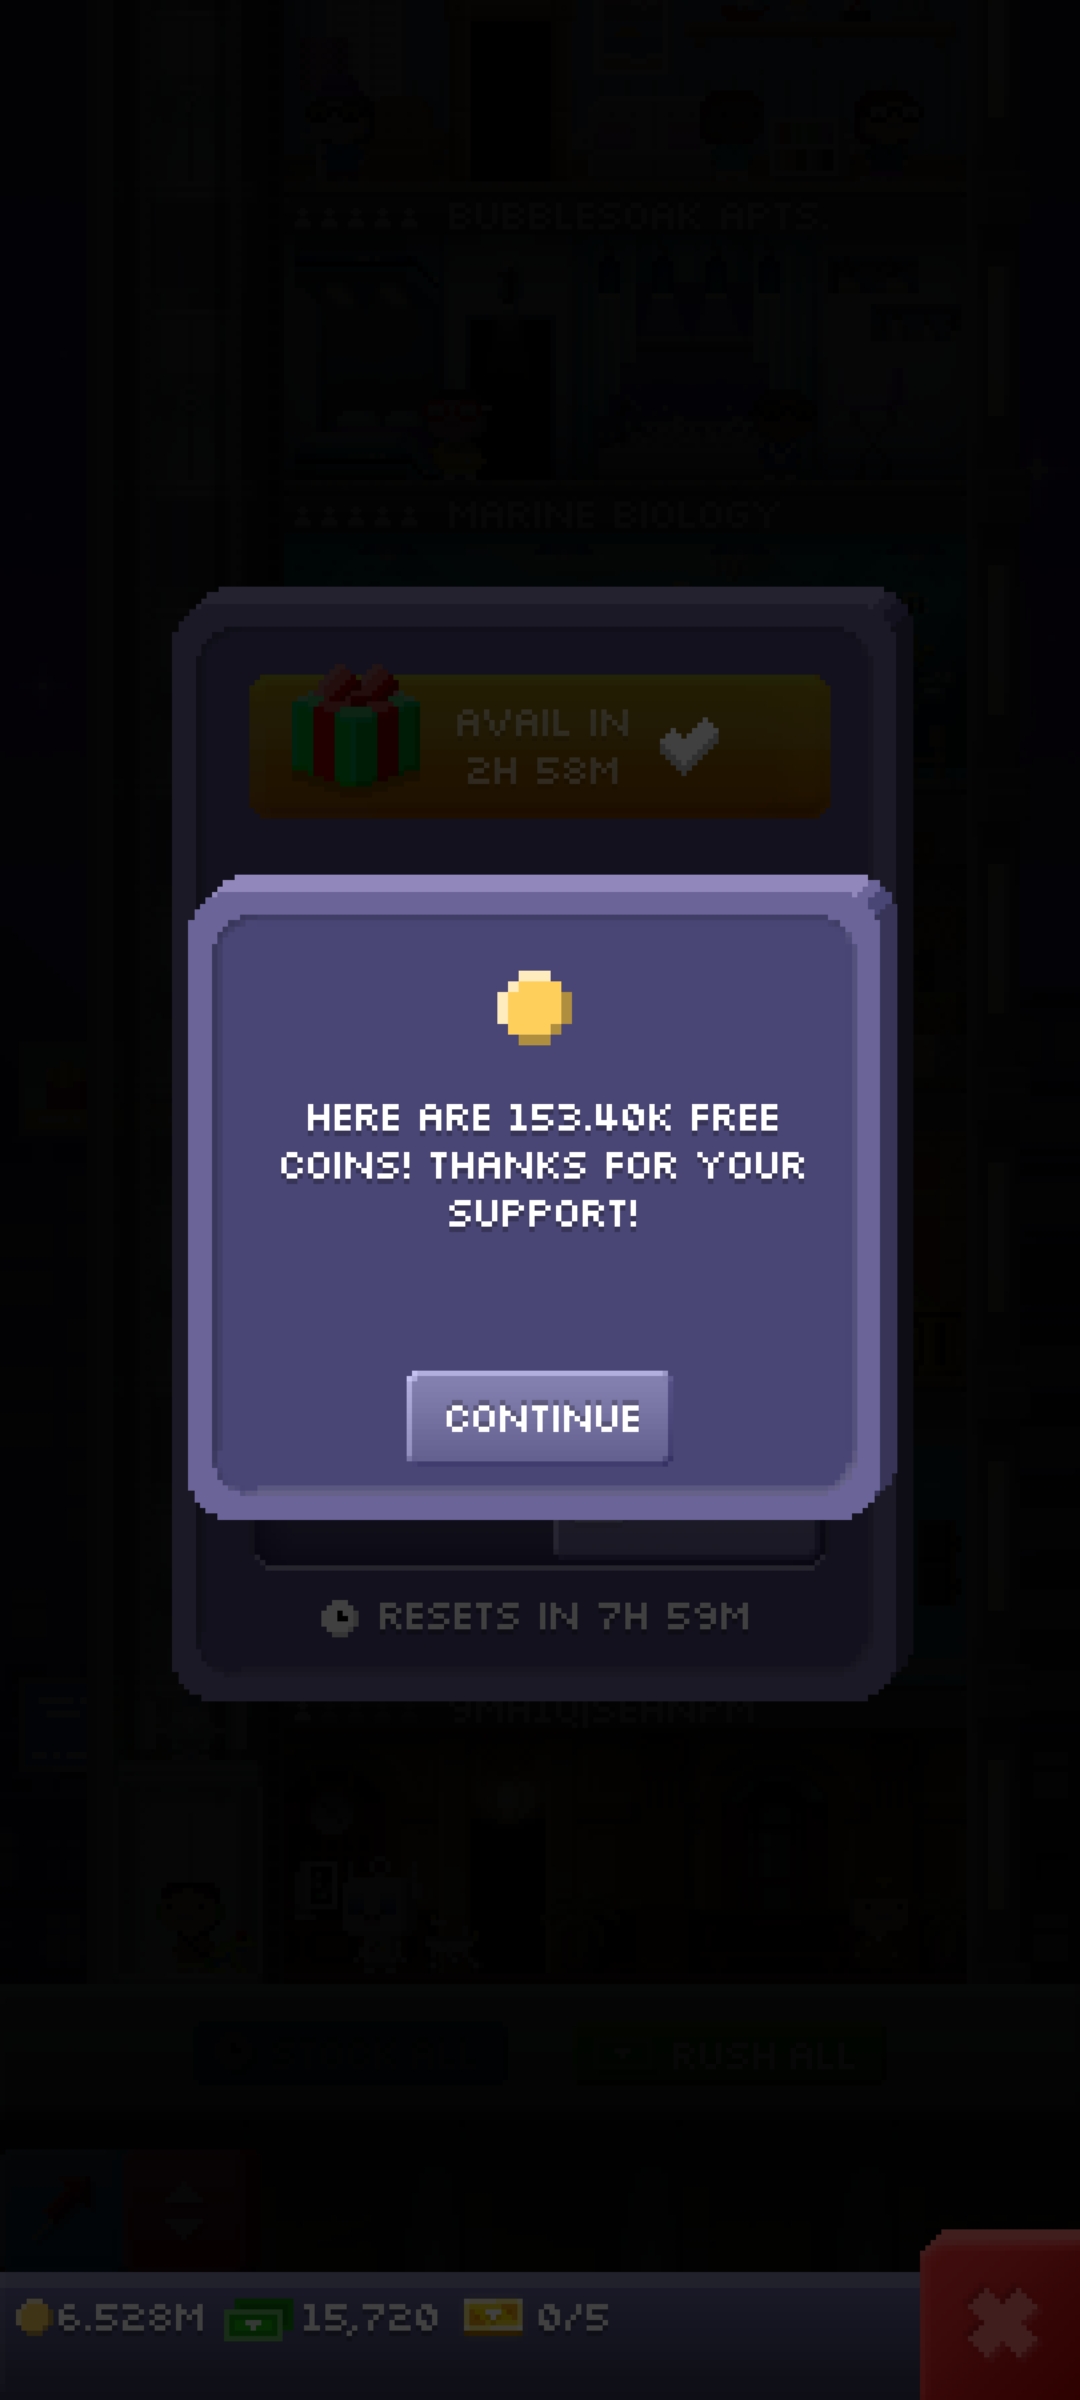 BUBBLESOAK APTS.
MARINE BIOLOGY
AVAIL IN
2H 58M
HERE ARE 153.40K FREE
COINS! THANKS FOR YOUR
SUPPORT!
CONTINUE
RESETS IN 7H 59M
RUSH ALL
6.528M 15,720 0/5